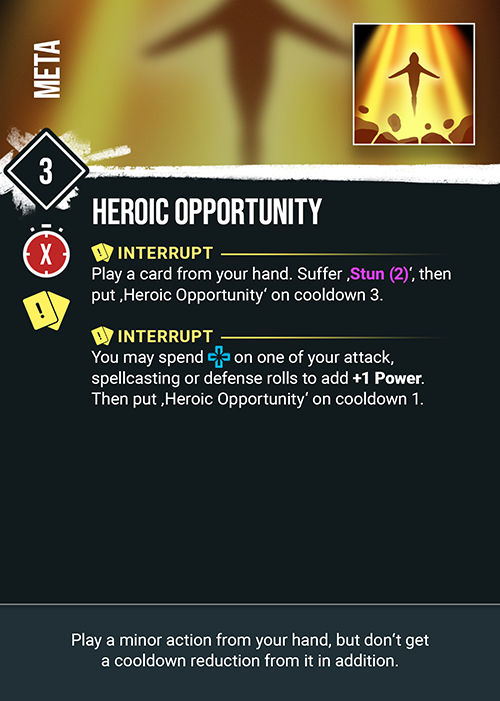 META
3
HEROIC OPPORTUNITY
X
! INTERRUPT
Play a card from your hand. Suffer ‚Stun (2)‘, then
put ‚Heroic Opportunity‘ on cooldown 3.
!
! INTERRUPT
You may spend on one of your attack,
spellcasting or defense rolls to add +1 Power.
Then put ‚Heroic Opportunity‘ on cooldown 1.
Play a minor action from your hand, but don‘t get
a cooldown reduction from it in addition.